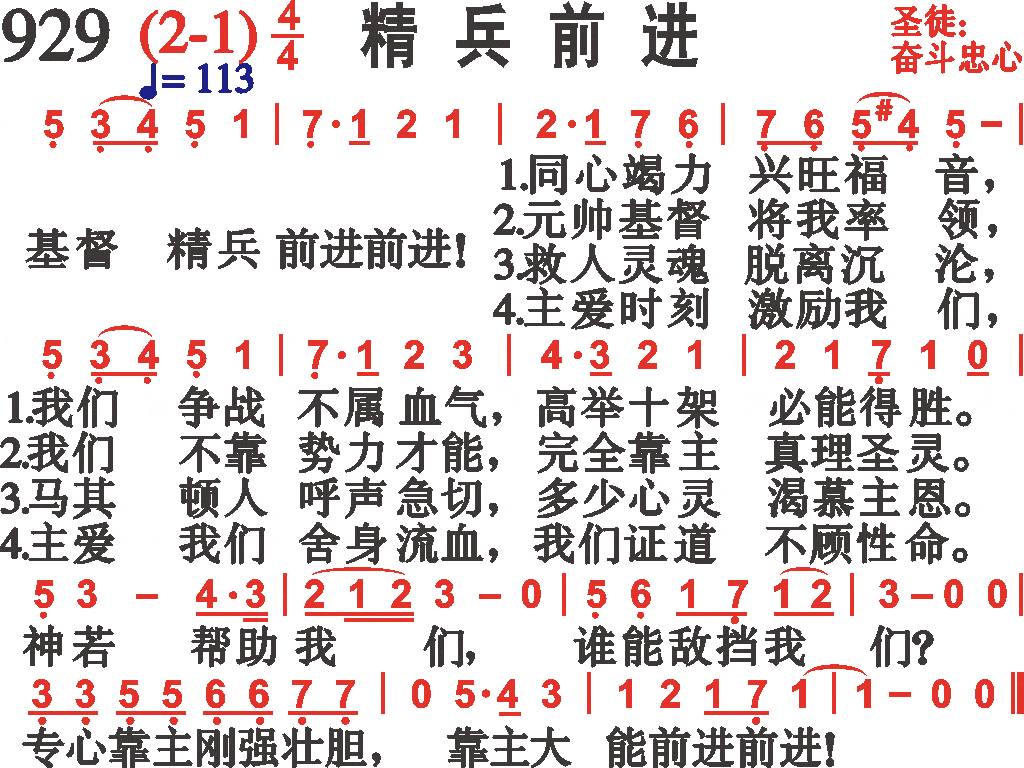 929 (2-1) 4/4 精兵前进 圣徒:
♩= 113 奋斗忠心
5 3 4 5 1 | 7·1 2 1 | 2·1 7 6 | 7 6 5 #4 5 – |
1.同心竭力 兴旺福 音,
2.元帅基督 将我率 领,
基督 精兵 前进前进!
3.救人灵魂 脱离沉 沦,
4.主爱时刻 激励我 们,
5 3 4 5 1 | 7·1 2 3 | 4·3 2 1 | 2 1 7 1 0 |
1.我们 争战 不属血气, 高举十架 必能得胜。
2.我们 不靠 势力才能, 完全靠主 真理圣灵。
3.马其 顿人 呼声急切, 多少心灵 渴慕主恩。
4.主爱 我们 舍身流血, 我们证道 不顾性命。
5 3 – 4·3 | 2 1 2 3 – 0 | 5 6 1 7 1 2 | 3 – 0 0 |
神若 帮助我 们, 谁能敌挡我 们?
3 3 5 5 6 6 7 7 | 0 5·4 3 | 1 2 1 7 1 | 1 – 0 0 ‖
专心靠主刚强壮胆, 靠主大 能前进前进!